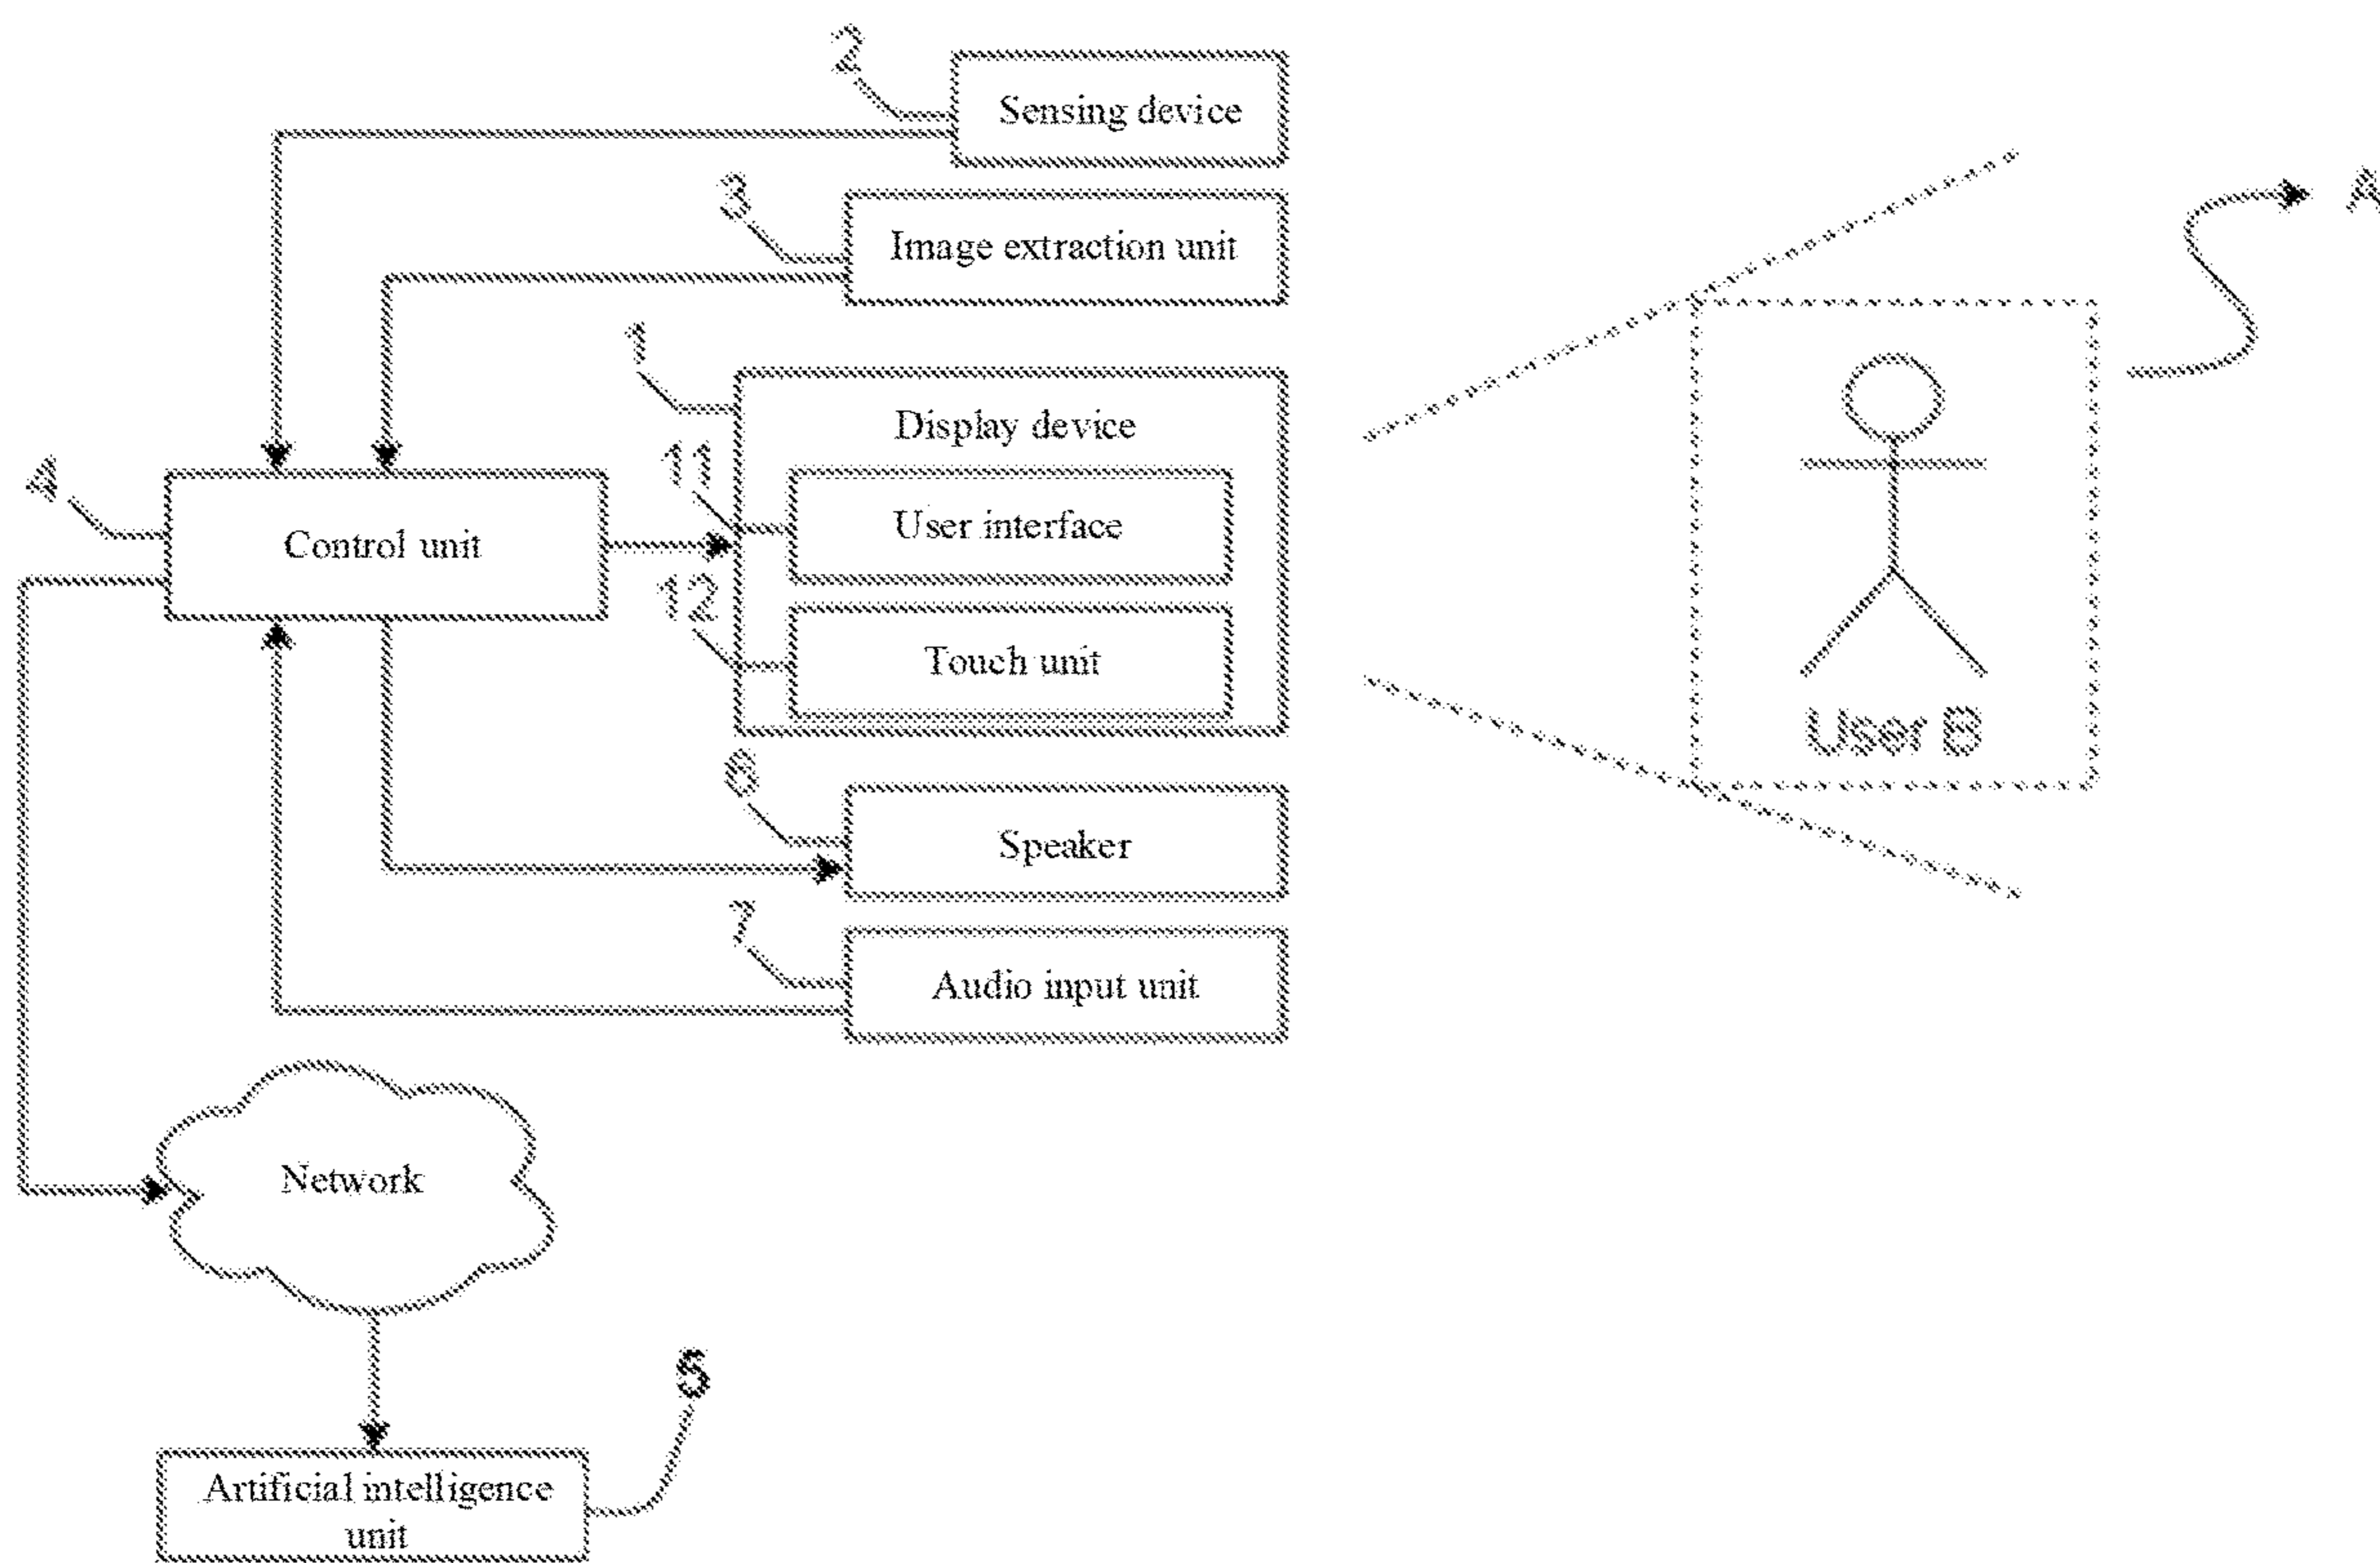 2
Sensing device
3
Image extraction unit
A
1
Display device
11
User interface
4
Control unit
12
Touch unit
User B
6
Speaker
7
Audio input unit
Network
5
Artificial intelligence
unit